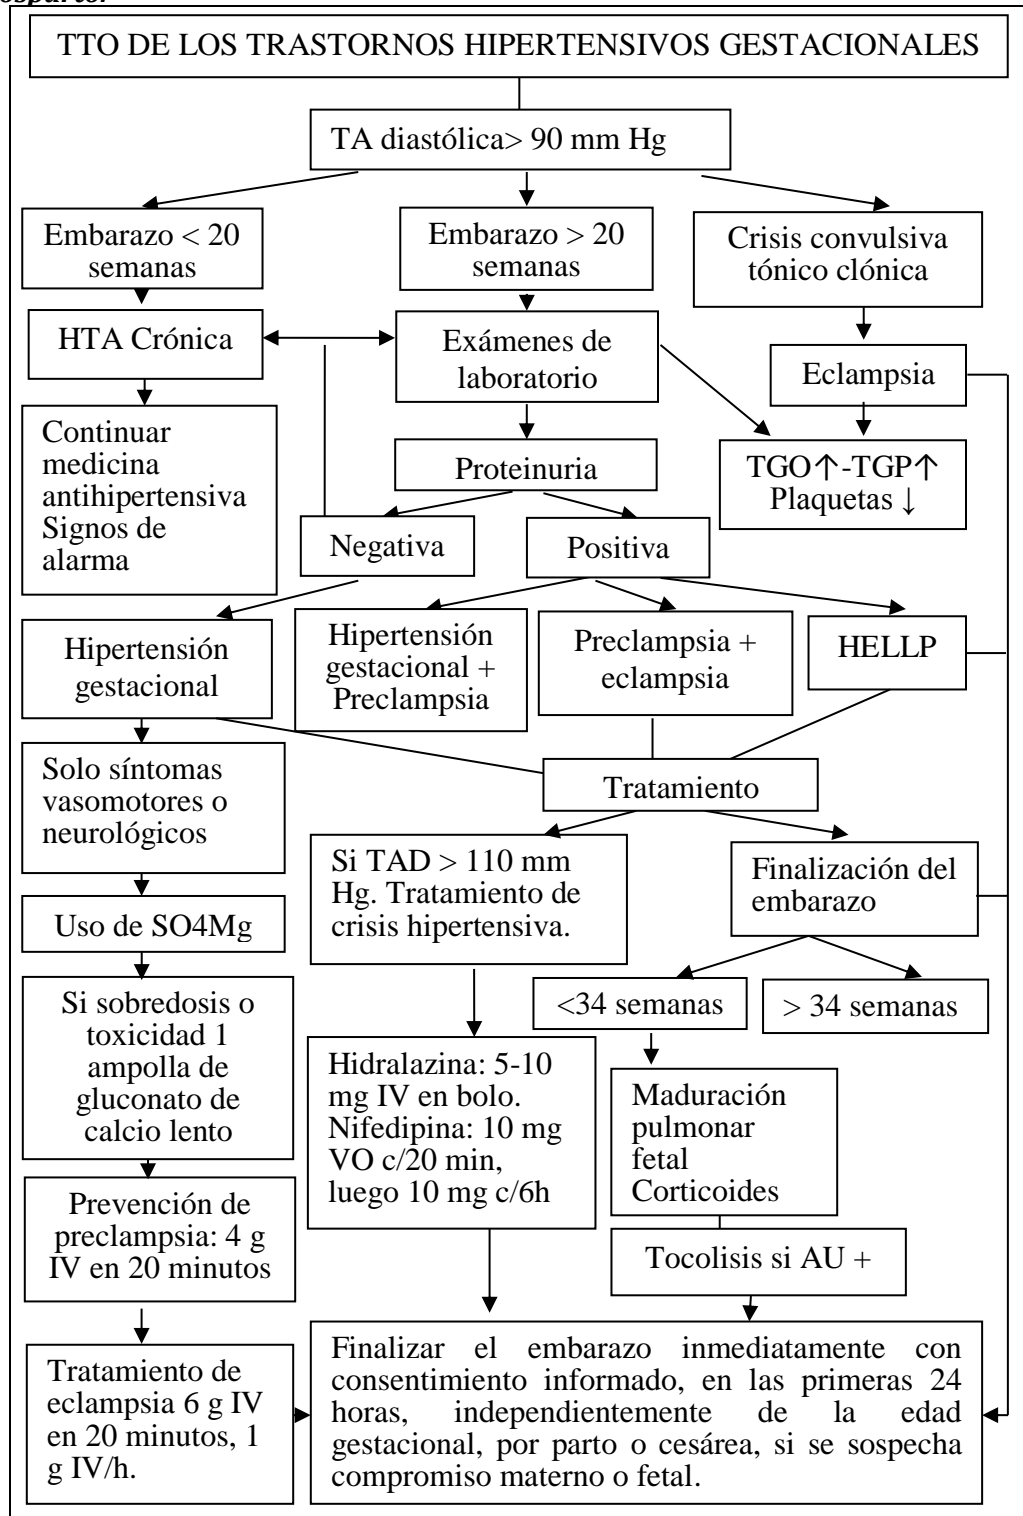 TTO DE LOS TRASTORNOS HIPERTENSIVOS GESTACIONALES
TA diastólica> 90 mm Hg
Embarazo < 20
semanas
Embarazo > 20
semanas
Crisis convulsiva
tónico clónica
HTA Crónica
Exámenes de
laboratorio
Eclampsia
Continuar
medicina
antihipertensiva
Signos de
alarma
Proteinuria
TGO↑-TGP↑
Plaquetas ↓
Negativa
Positiva
Hipertensión
gestacional
Hipertensión
gestacional +
Preclampsia
Preclampsia +
eclampsia
HELLP
Solo síntomas
vasomotores o
neurológicos
Tratamiento
Si TAD > 110 mm
Hg. Tratamiento de
crisis hipertensiva.
Finalización del
embarazo
Uso de SO4Mg
<34 semanas
> 34 semanas
Si sobredosis o
toxicidad 1
ampolla de
gluconato de
calcio lento
Hidralazina: 5-10
mg IV en bolo.
Nifedipina: 10 mg
VO c/20 min,
luego 10 mg c/6h
Maduración
pulmonar
fetal
Corticoides
Prevención de
preclampsia: 4 g
IV en 20 minutos
Tocolisis si AU +
Tratamiento de
eclampsia 6 g IV
en 20 minutos, 1
g IV/h.
Finalizar el embarazo inmediatamente con
consentimiento informado, en las primeras 24
horas, independientemente de la edad
gestacional, por parto o cesárea, si se sospecha
compromiso materno o fetal.